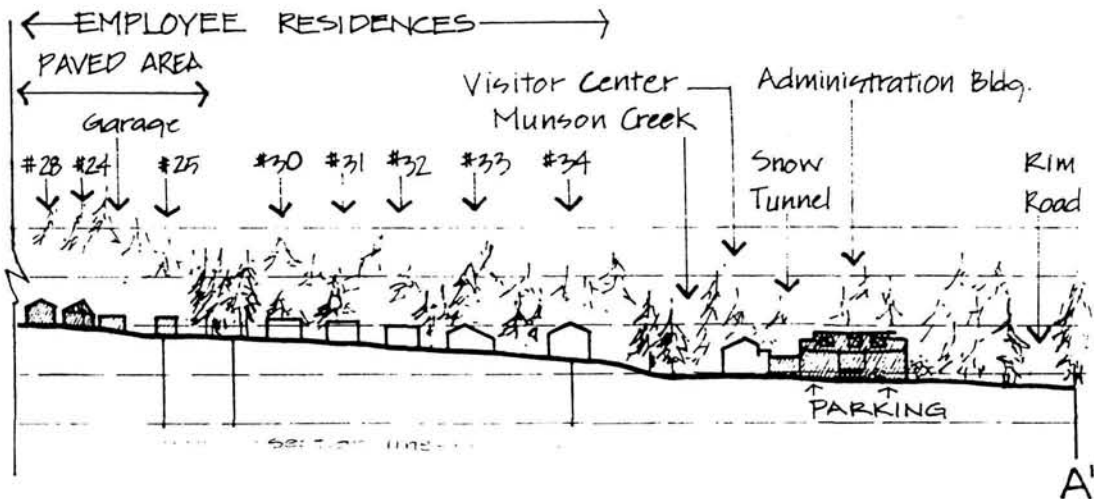 EMPLOYEE RESIDENCES
PAVED AREA
Garage
#28 #24 #25 #30 #31 #32 #33 #34
Visitor Center
Munson Creek
Administration Bldg.
Snow
Tunnel
Rim
Road
PARKING
A'